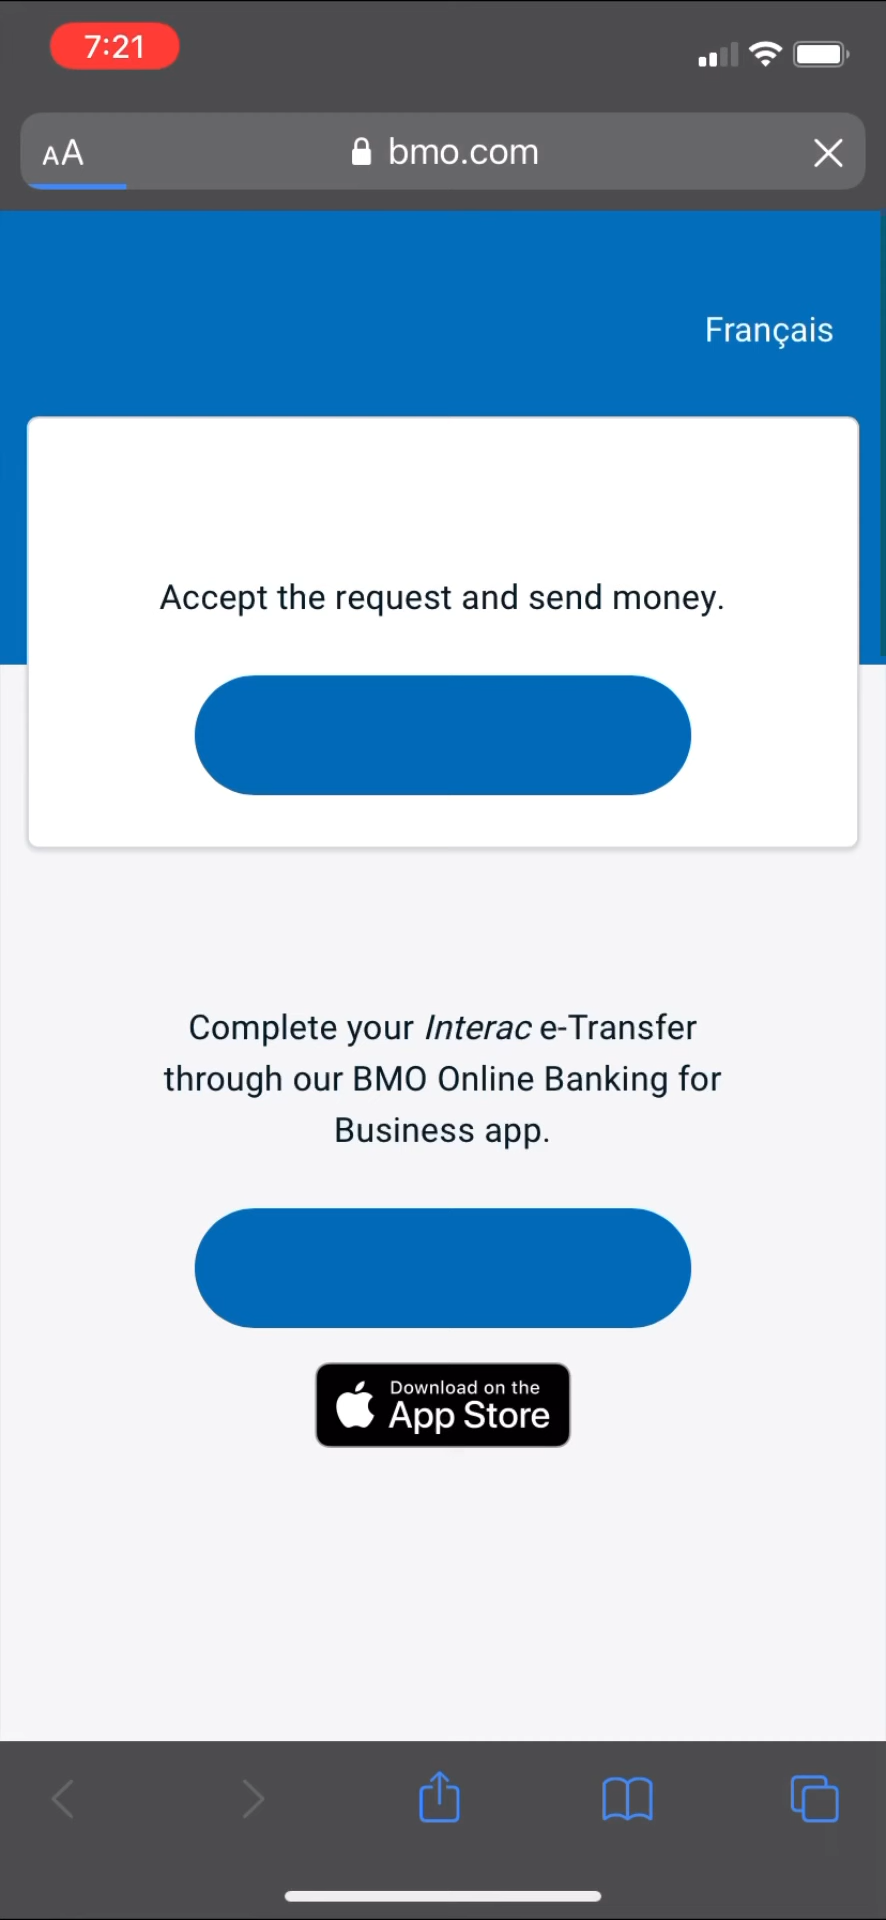 7:21
AA
bmo.com
Français
Accept the request and send money.
Complete your Interac e-Transfer
through our BMO Online Banking for
Business app.
Download on the
App Store